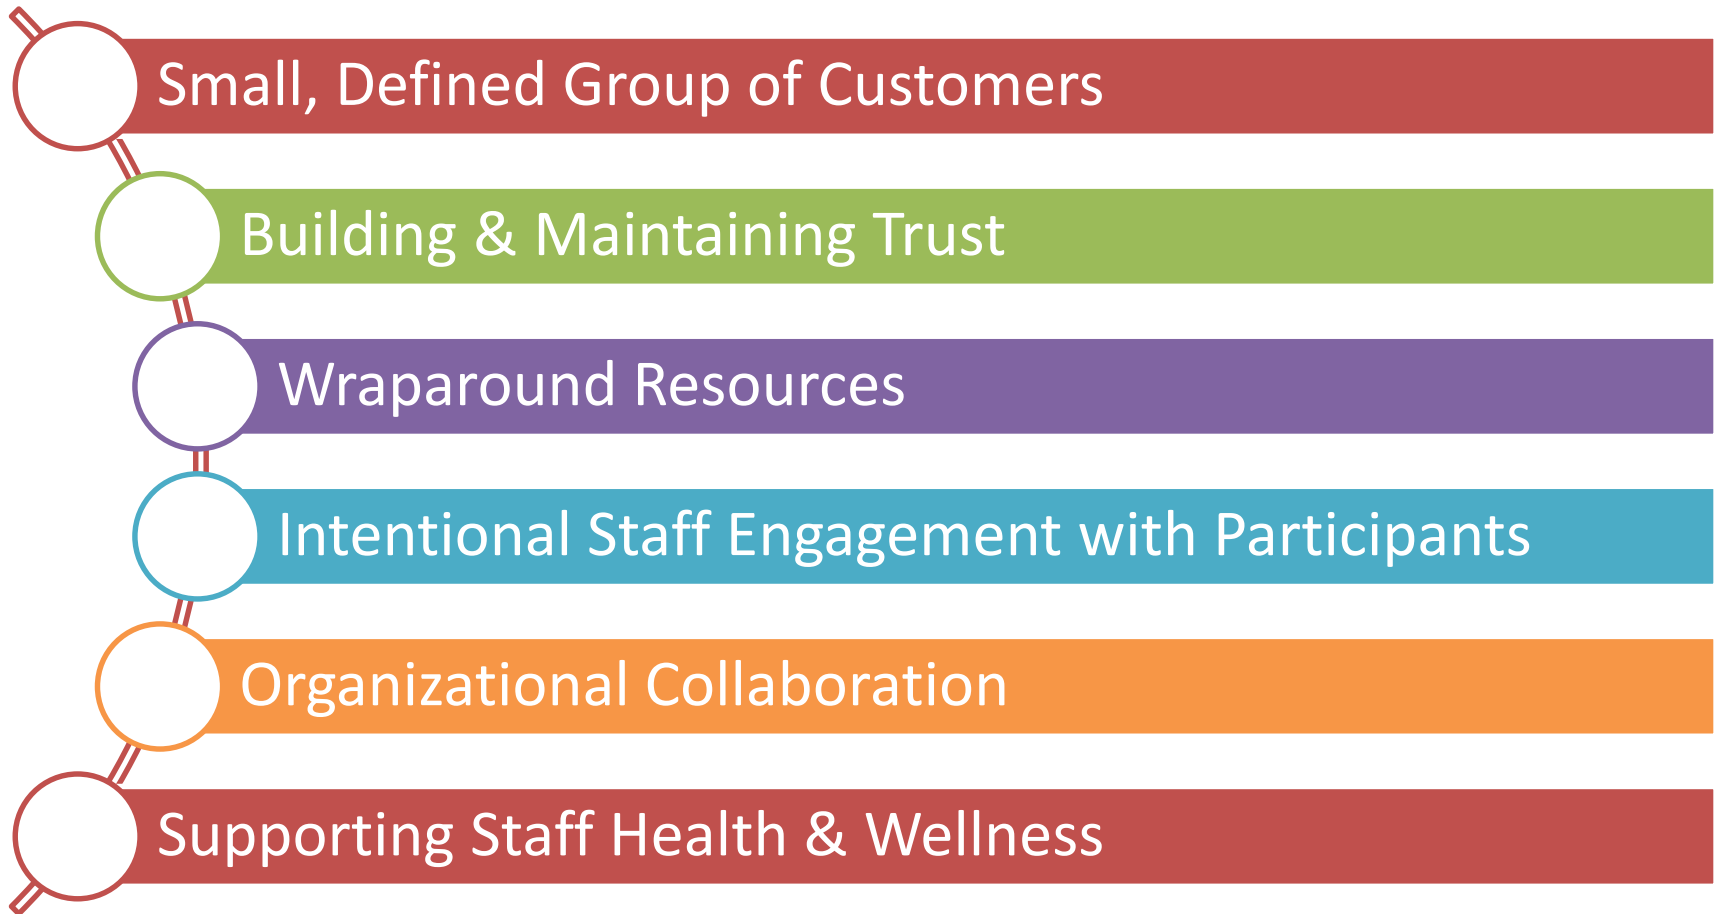 Small, Defined Group of Customers
Building & Maintaining Trust
Wraparound Resources
Intentional Staff Engagement with Participants
Organizational Collaboration
Supporting Staff Health & Wellness